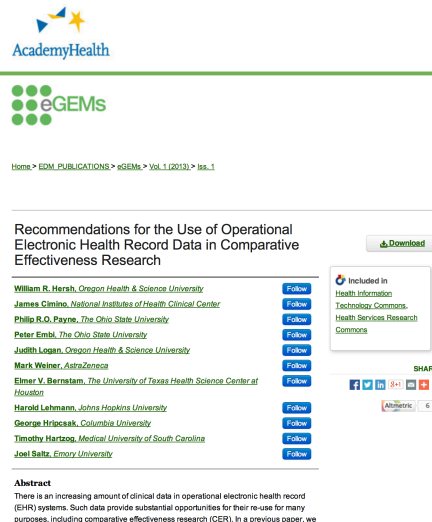 AcademyHealth
eGEMs
Home > EDM_PUBLICATIONS > eGEMs > Vol. 1 (2013) > Iss. 1
Recommendations for the Use of Operational
Electronic Health Record Data in Comparative
Effectiveness Research
Download
William R. Hersh, Oregon Health & Science University Follow
James Cimino, National Institutes of Health Clinical Center Follow
Philip R.O. Payne, The Ohio State University Follow
Peter Embi, The Ohio State University Follow
Judith Logan, Oregon Health & Science University Follow
Mark Weiner, AstraZeneca Follow
Elmer V. Bernstam, The University of Texas Health Science Center at Follow
Houston
Harold Lehmann, Johns Hopkins University Follow
George Hripcsak, Columbia University Follow
Timothy Hartzog, Medical University of South Carolina Follow
Joel Saltz, Emory University Follow
Included in
Health Information
Technology Commons,
Health Services Research
Commons
SHAR
f in 8+1
Altmetric 6
Abstract
There is an increasing amount of clinical data in operational electronic health record
(EHR) systems. Such data provide substantial opportunities for their re-use for many
purposes, including comparative effectiveness research (CER). In a previous paper, we